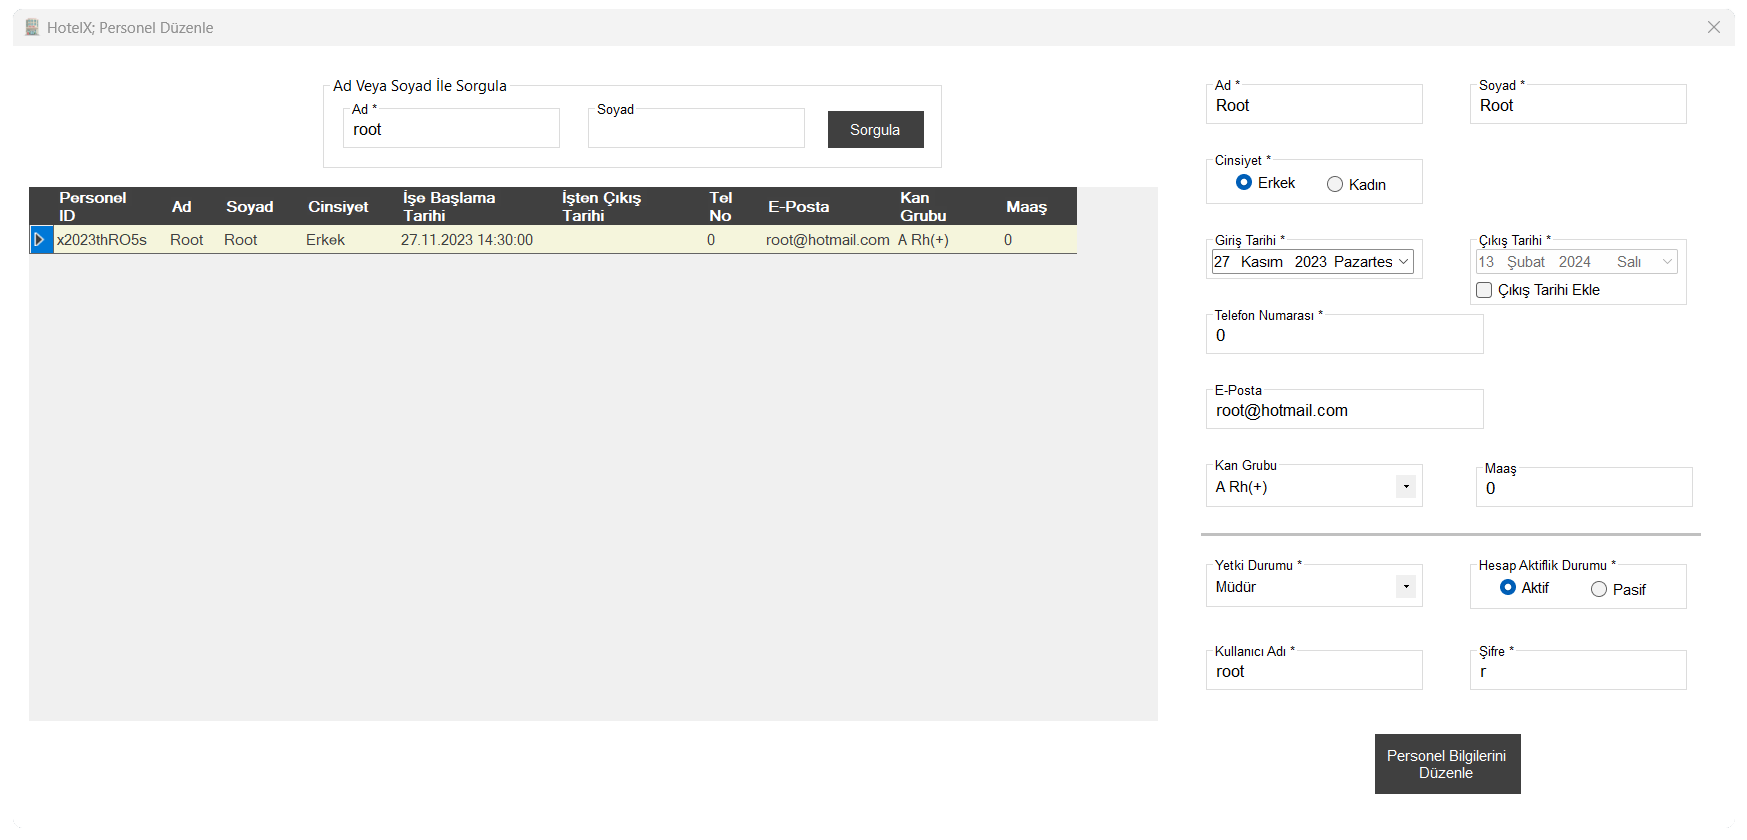 HotelX; Personel Düzenle
Ad Veya Soyad İle Sorgula
Ad *
root
Soyad
Sorgula
Personel ID
Ad
Soyad
Cinsiyet
İşe Başlama Tarihi
İşten Çıkış Tarihi
Tel No
E-Posta
Kan Grubu
Maaş
x2023thRO5s
Root
Root
Erkek
27.11.2023 14:30:00
0
root@hotmail.com
A Rh(+)
0
Ad *
Root
Soyad *
Root
Cinsiyet *
Erkek
Kadın
Giriş Tarihi *
27 Kasım 2023 Pazartes
Çıkış Tarihi *
13 Şubat 2024 Salı
Çıkış Tarihi Ekle
Telefon Numarası *
0
E-Posta
root@hotmail.com
Kan Grubu
A Rh(+)
Maaş
0
Yetki Durumu *
Müdür
Hesap Aktiflik Durumu *
Aktif
Pasif
Kullanıcı Adı *
root
Şifre *
r
Personel Bilgilerini
Düzenle